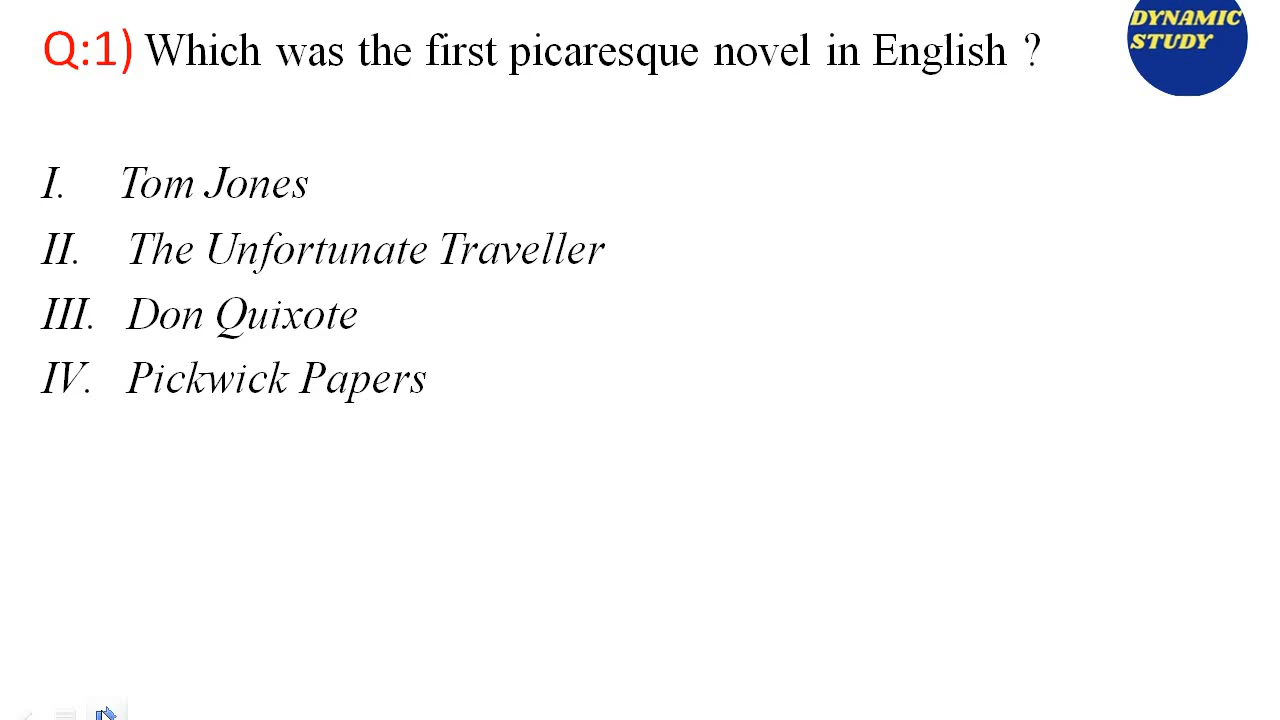 Q:1) Which was the first picaresque novel in English ?
DYNAMIC
STUDY
I. Tom Jones
II. The Unfortunate Traveller
III. Don Quixote
IV. Pickwick Papers